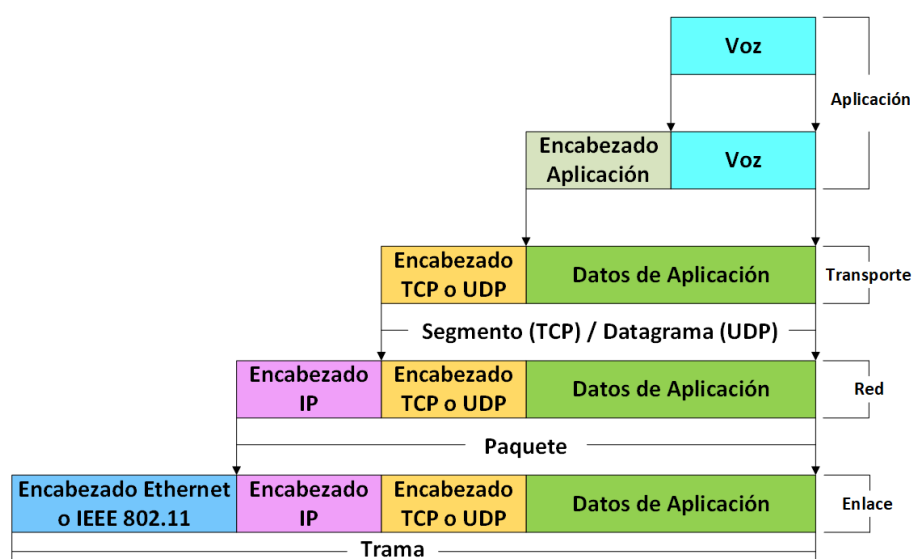 Voz
Aplicación
Encabezado
Aplicación
Voz
Encabezado
TCP o UDP
Datos de Aplicación
Transporte
Segmento (TCP) / Datagrama (UDP)
Encabezado
IP
Encabezado
TCP o UDP
Datos de Aplicación
Red
Paquete
Encabezado Ethernet
o IEEE 802.11
Encabezado
IP
Encabezado
TCP o UDP
Datos de Aplicación
Enlace
Trama